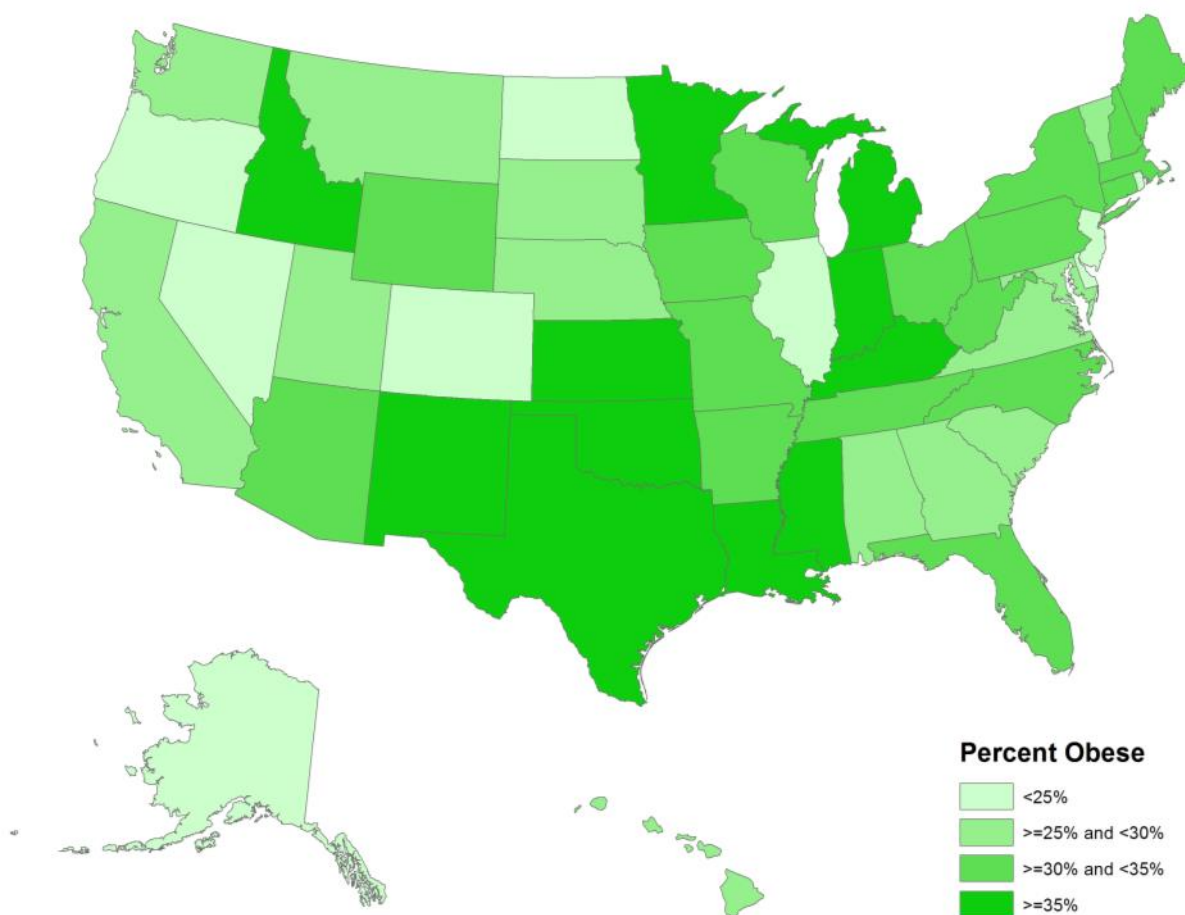 Percent Obese
<25%
>=25% and <30%
>=30% and <35%
>=35%